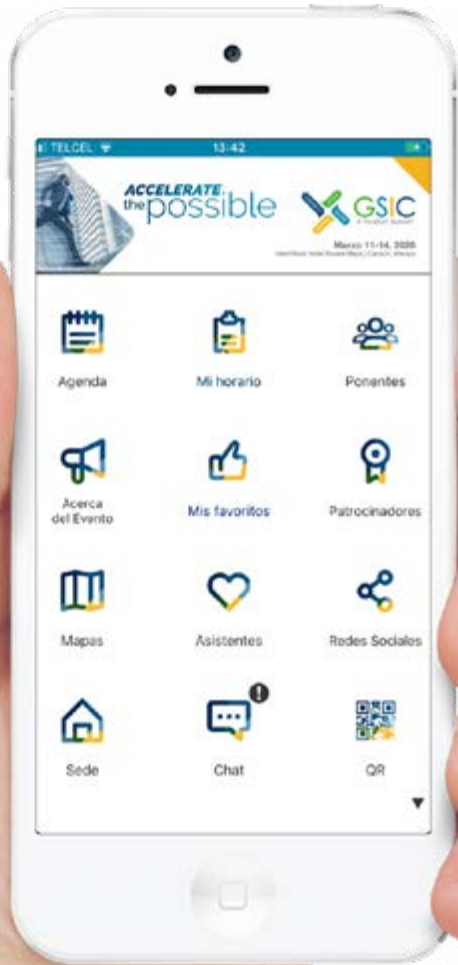 TELCEL 13:42
ACCELERATE
the possible
GSIC
Marzo 11-14, 2020
Agenda
Mi horario
Ponentes
Acerca
del Evento
Mis favoritos
Patrocinadores
Mapas
Asistentes
Redes Sociales
Sede
Chat
QR